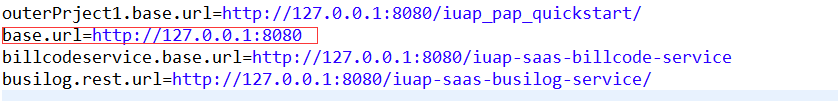 outerPrject1.base.url=http://127.0.0.1:8080/iuap_pap_quickstart/
base.url=http://127.0.0.1:8080
billcodeservice.base.url=http://127.0.0.1:8080/iuap-saas-billcode-service
busilog.rest.url=http://127.0.0.1:8080/iuap-saas-busilog-service/